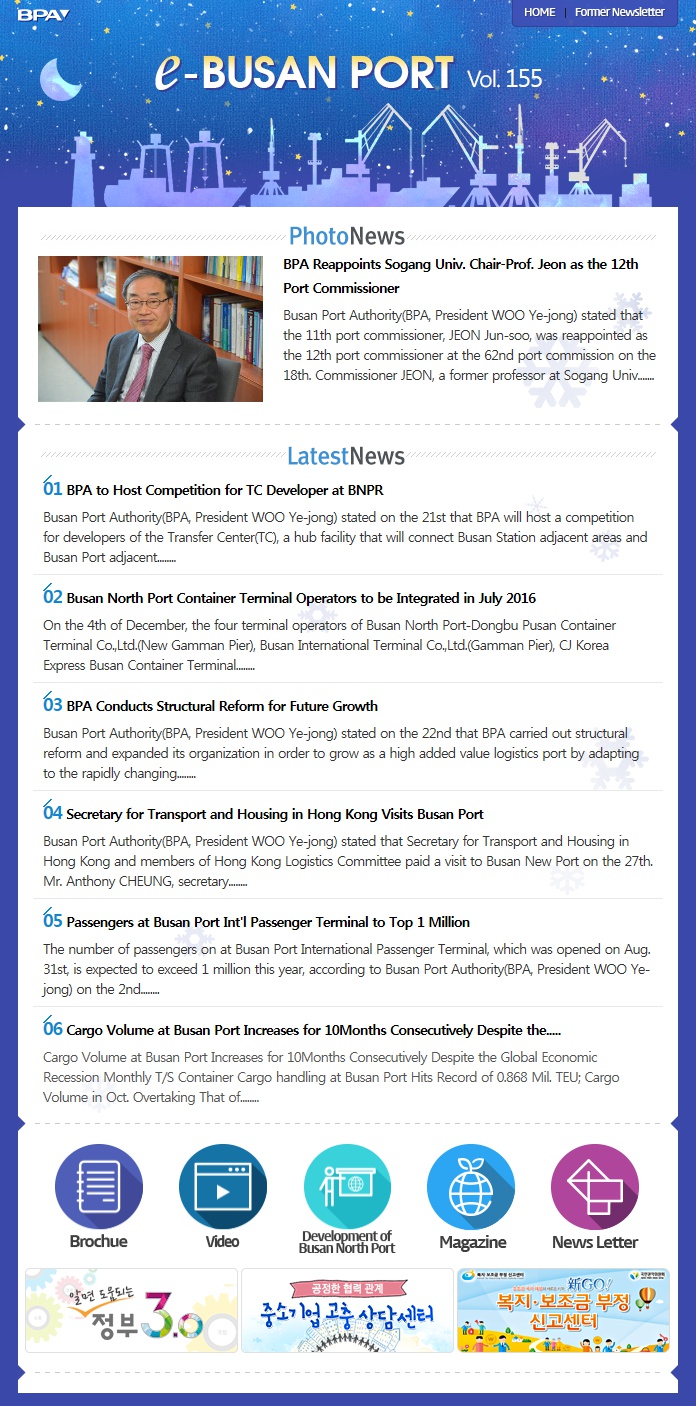 BPA
HOME | Former Newsletter
e-BUSAN PORT Vol. 155
PhotoNews
BPA Reappoints Sogang Univ. Chair-Prof. Jeon as the 12th
Port Commissioner
Busan Port Authority(BPA, President WOO Ye-jong) stated that
the 11th port commissioner, JEON Jun-soo, was reappointed as
the 12th port commissioner at the 62nd port commission on the
18th. Commissioner JEON, a former professor at Sogang Univ.......
LatestNews
01 BPA to Host Competition for TC Developer at BNPR
Busan Port Authority(BPA, President WOO Ye-jong) stated on the 21st that BPA will host a competition
for developers of the Transfer Center(TC), a hub facility that will connect Busan Station adjacent areas and
Busan Port adjacent........
02 Busan North Port Container Terminal Operators to be Integrated in July 2016
On the 4th of December, the four terminal operators of Busan North Port-Dongbu Pusan Container
Terminal Co.,Ltd.(New Gamman Pier), Busan International Terminal Co.,Ltd.(Gamman Pier), CJ Korea
Express Busan Container Terminal........
03 BPA Conducts Structural Reform for Future Growth
Busan Port Authority(BPA, President WOO Ye-jong) stated on the 22nd that BPA carried out structural
reform and expanded its organization in order to grow as a high added value logistics port by adapting
to the rapidly changing........
04 Secretary for Transport and Housing in Hong Kong Visits Busan Port
Busan Port Authority(BPA, President WOO Ye-jong) stated that Secretary for Transport and Housing in
Hong Kong and members of Hong Kong Logistics Committee paid a visit to Busan New Port on the 27th.
Mr. Anthony CHEUNG, secretary........
05 Passengers at Busan Port Int'l Passenger Terminal to Top 1 Million
The number of passengers on at Busan Port International Passenger Terminal, which was opened on Aug.
31st, is expected to exceed 1 million this year, according to Busan Port Authority(BPA, President WOO Ye-
jong) on the 2nd........
06 Cargo Volume at Busan Port Increases for 10Months Consecutively Despite the.....
Cargo Volume at Busan Port Increases for 10Months Consecutively Despite the Global Economic
Recession Monthly T/S Container Cargo handling at Busan Port Hits Record of 0.868 Mil. TEU; Cargo
Volume in Oct. Overtaking That of........
Brochue
Video
Development of
Busan North Port
Magazine
News Letter
알면 도움되는
정부 3.0
공정한 협력 관계
중소기업 고충 상담센터
복지·보조금 부정 신고센터
新GO!
복지·보조금 부정
신고센터